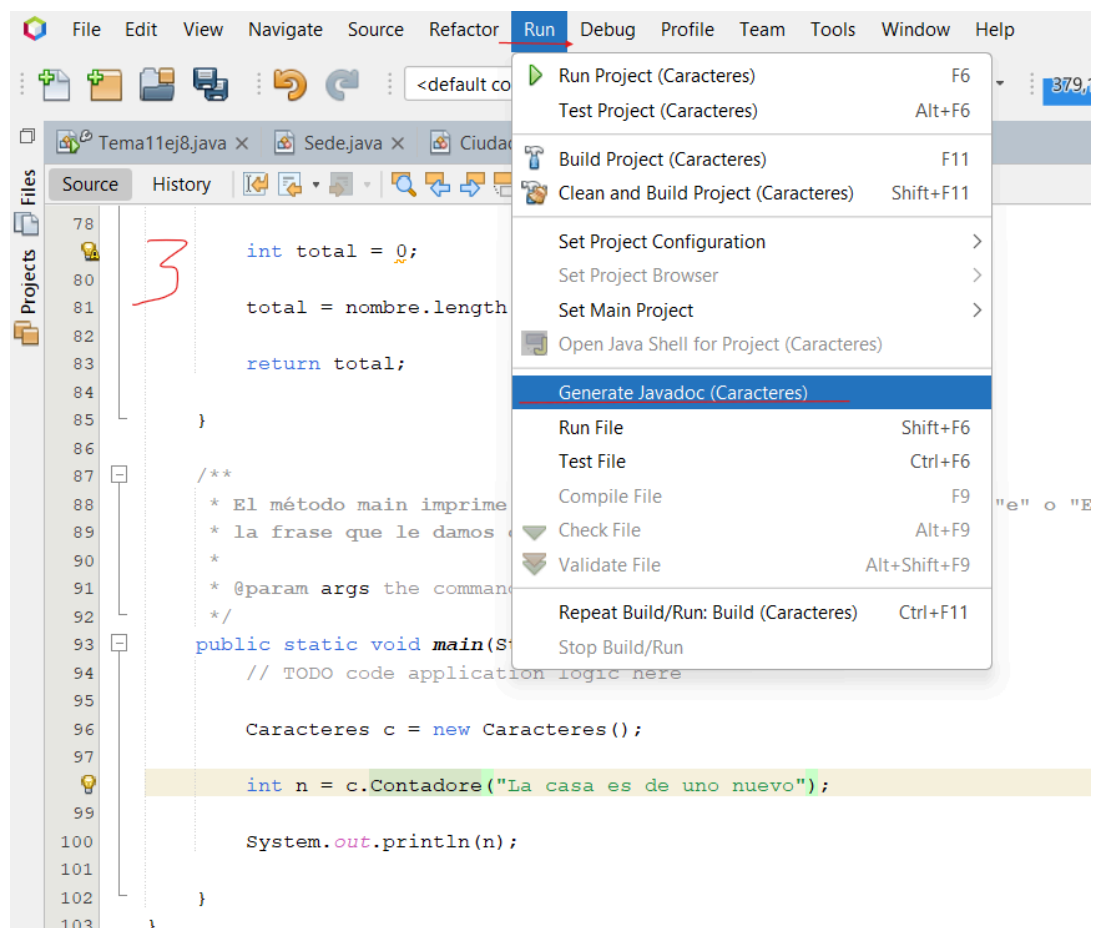 File Edit View Navigate Source Refactor Run Debug Profile Team Tools Window Help
<default co
379,
Tema11ej8.java Sede.java Ciudad
Source History
Files
Projects
Run Project (Caracteres) F6
Test Project (Caracteres) Alt+F6
Build Project (Caracteres) F11
Clean and Build Project (Caracteres) Shift+F11
Set Project Configuration
Set Project Browser
Set Main Project
Open Java Shell for Project (Caracteres)
Generate Javadoc (Caracteres)
Run File Shift+F6
Test File Ctrl+F6
Compile File F9
Check File Alt+F9
Validate File Alt+Shift+F9
Repeat Build/Run: Build (Caracteres) Ctrl+F11
Stop Build/Run
3
78
int total = 0;
80
81 total = nombre.length
82
83 return total;
84
85 }
86
87 /**
88 * El método main imprime "e" o "E
89 * la frase que le damos
90 *
91 * @param args the command
92 */
93 public static void main(St
94 // TODO code application logic here
95
96 Caracteres c = new Caracteres();
97
int n = c.Contadore("La casa es de uno nuevo");
99
100 System.out.println(n);
101
102 }
103 }